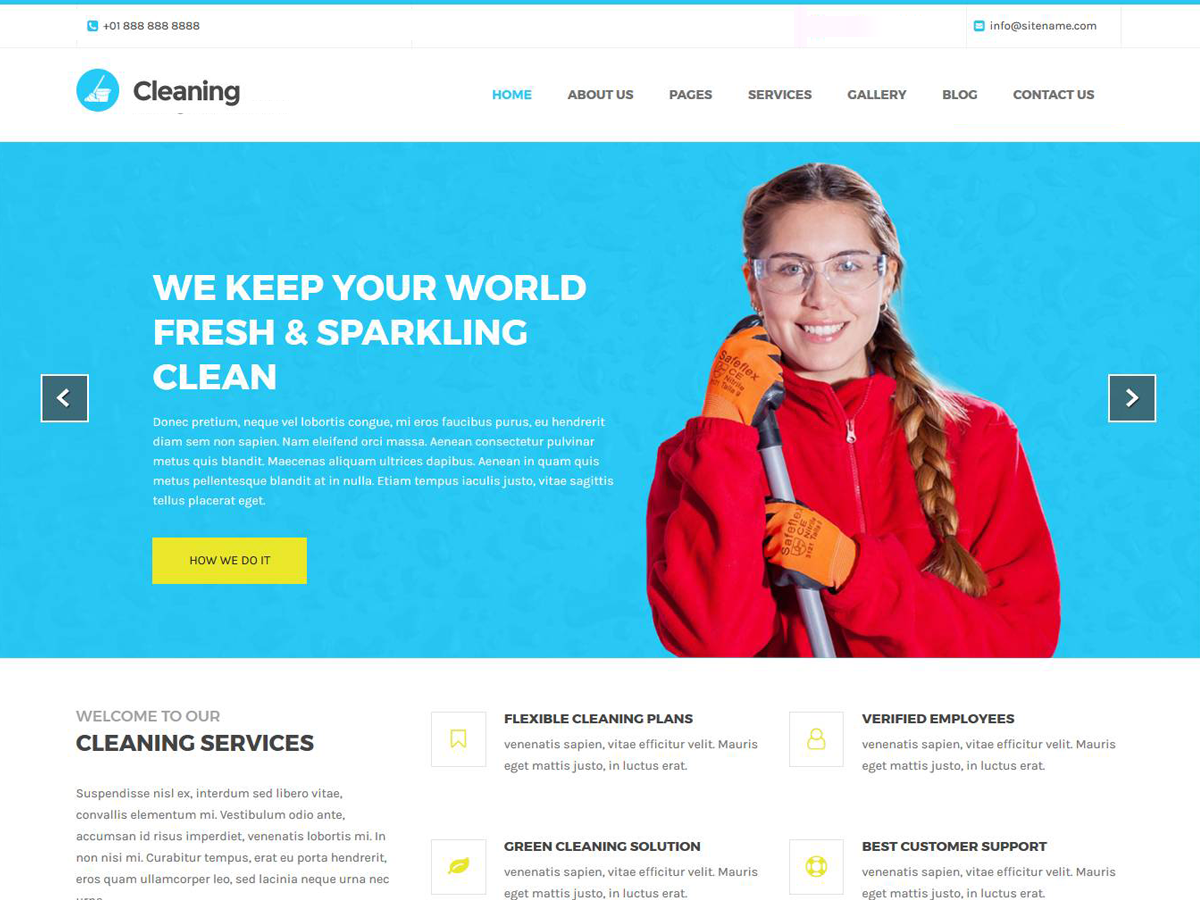 +01 888 888 8888
info@sitename.com
Cleaning
HOME ABOUT US PAGES SERVICES GALLERY BLOG CONTACT US
WE KEEP YOUR WORLD
FRESH & SPARKLING
CLEAN
Donec pretium, neque vel lobortis congue, mi eros faucibus purus, eu hendrerit
diam sem non sapien. Nam eleifend orci massa. Aenean consectetur pulvinar
metus quis blandit. Maecenas aliquam ultrices dapibus. Aenean in quam quis
metus pellentesque blandit at in nulla. Etiam tempus iaculis justo, vitae sagittis
tellus placerat eget.
HOW WE DO IT
Safeflex
CE
Nitrile
Safeflex
CE
Nitrile
WELCOME TO OUR
CLEANING SERVICES
Suspendisse nisl ex, interdum sed libero vitae,
convallis elementum mi. Vestibulum odio ante,
accumsan id risus imperdiet, venenatis lobortis mi. In
non nisi mi. Curabitur tempus, erat eu porta hendrerit,
eros quam ullamcorper leo, sed lacinia neque urna nec
FLEXIBLE CLEANING PLANS
venenatis sapien, vitae efficitur velit. Mauris
eget mattis justo, in luctus erat.
VERIFIED EMPLOYEES
venenatis sapien, vitae efficitur velit. Mauris
eget mattis justo, in luctus erat.
GREEN CLEANING SOLUTION
venenatis sapien, vitae efficitur velit. Mauris
eget mattis justo, in luctus erat.
BEST CUSTOMER SUPPORT
venenatis sapien, vitae efficitur velit. Mauris
eget mattis justo, in luctus erat.